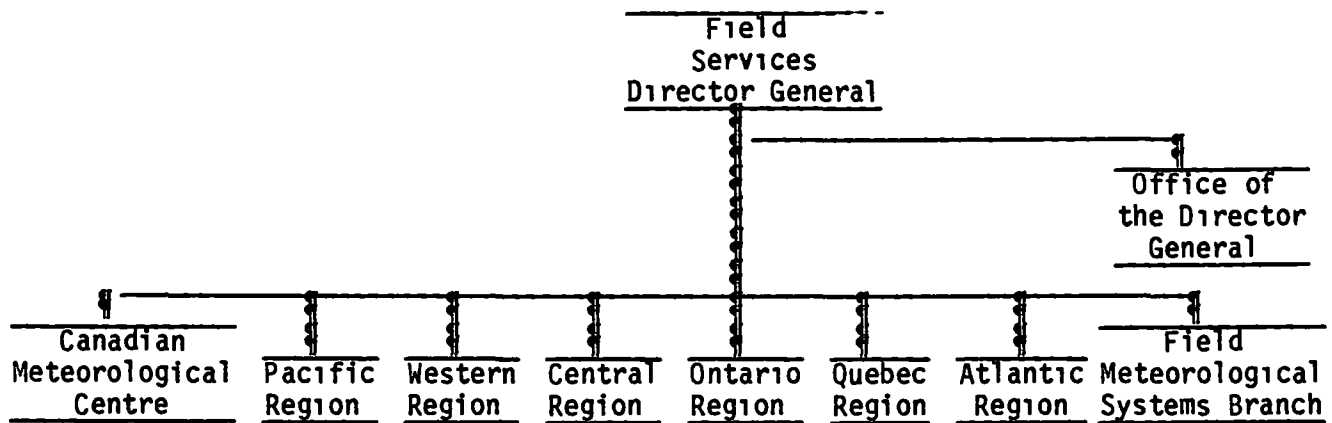 Field
Services
Director General
Office of
the Director
General
Canadian
Meteorological
Centre
Pacific
Region
Western
Region
Central
Region
Ontario
Region
Quebec
Region
Atlantic
Region
Field
Meteorological
Systems Branch